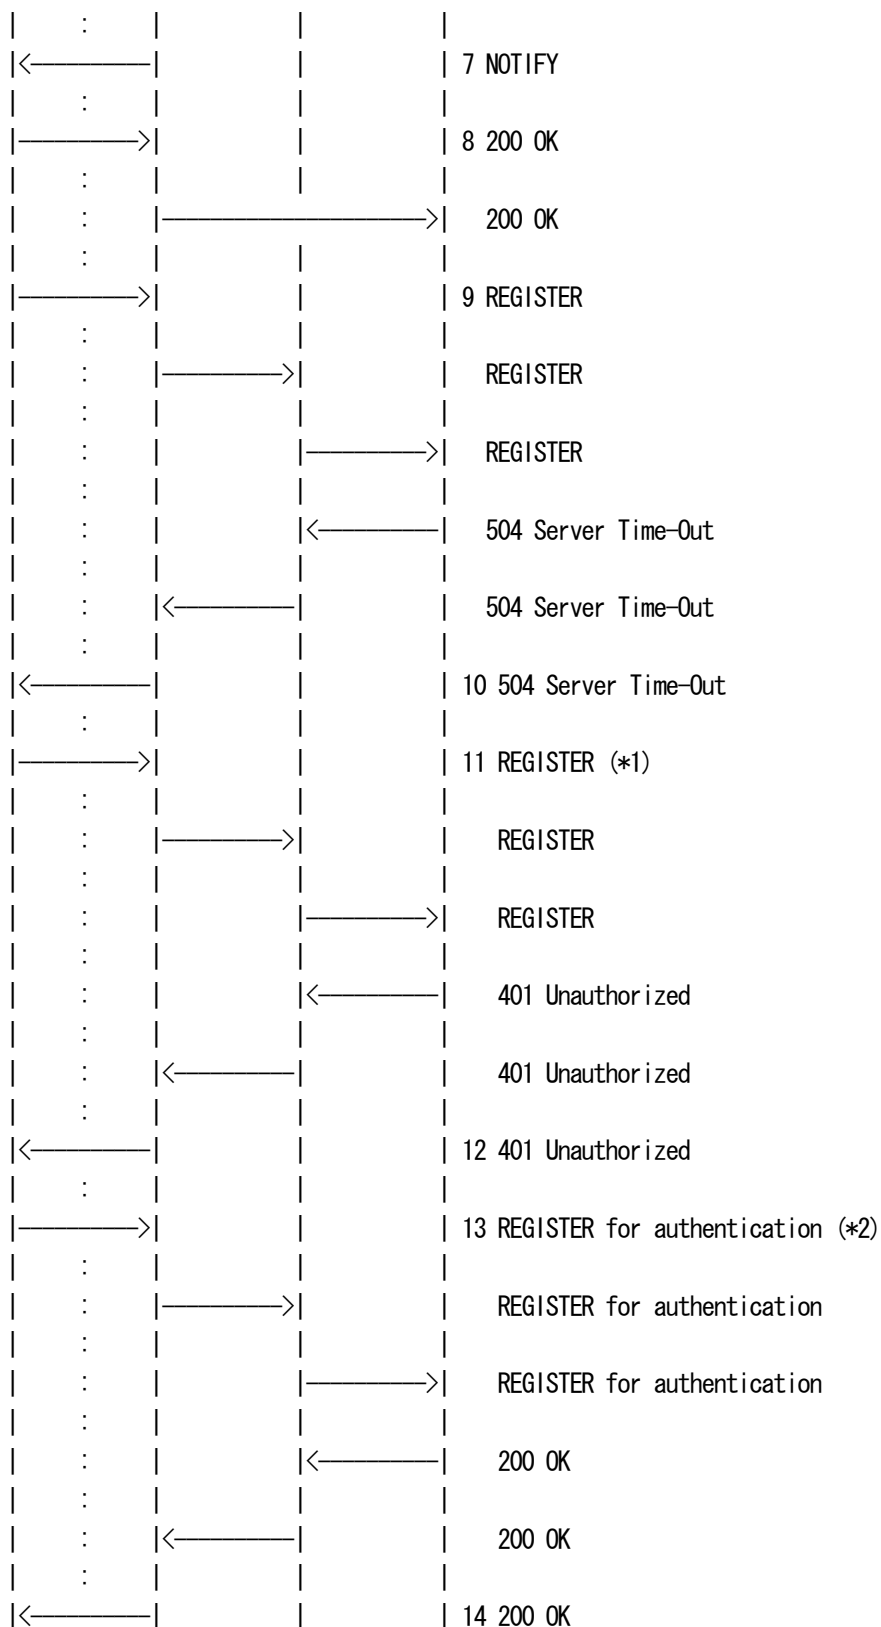 |     :     |           |           |
|<----------|           |           | 7 NOTIFY
|     :     |           |           |
|---------->|           |           | 8 200 OK
|     :     |           |           |
|     :     |---------------------->|   200 OK
|     :     |           |           |
|---------->|           |           | 9 REGISTER
|     :     |           |           |
|     :     |---------->|           |   REGISTER
|     :     |           |           |
|     :     |           |---------->|   REGISTER
|     :     |           |           |
|     :     |           |<----------|   504 Server Time-Out
|     :     |           |           |
|     :     |<----------|           |   504 Server Time-Out
|     :     |           |           |
|<----------|           |           | 10 504 Server Time-Out
|     :     |           |           |
|---------->|           |           | 11 REGISTER (*1)
|     :     |           |           |
|     :     |---------->|           |    REGISTER
|     :     |           |           |
|     :     |           |---------->|    REGISTER
|     :     |           |           |
|     :     |           |<----------|    401 Unauthorized
|     :     |           |           |
|     :     |<----------|           |    401 Unauthorized
|     :     |           |           |
|<----------|           |           | 12 401 Unauthorized
|     :     |           |           |
|---------->|           |           | 13 REGISTER for authentication (*2)
|     :     |           |           |
|     :     |---------->|           |    REGISTER for authentication
|     :     |           |           |
|     :     |           |---------->|    REGISTER for authentication
|     :     |           |           |
|     :     |           |<----------|    200 OK
|     :     |           |           |
|     :     |<----------|           |    200 OK
|     :     |           |           |
|<----------|           |           | 14 200 OK